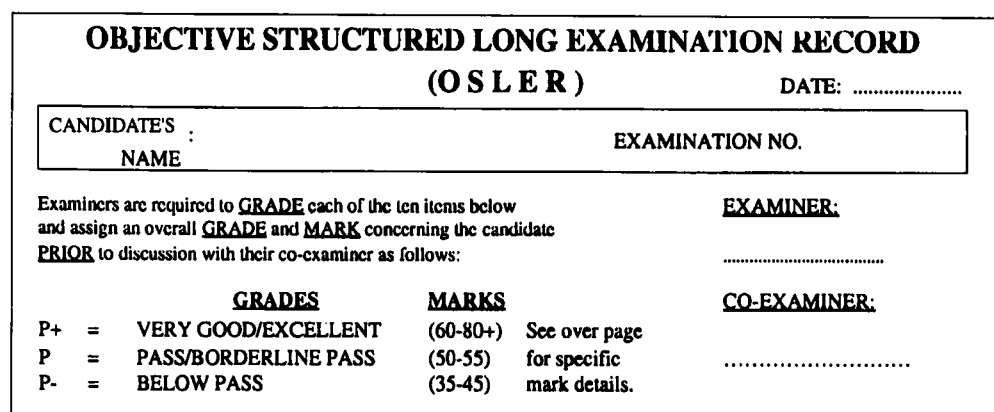 OBJECTIVE STRUCTURED LONG EXAMINATION RECORD
(O S L E R) DATE: ......................
CANDIDATE'S :
NAME
EXAMINATION NO.
Examiners are required to GRADE each of the ten items below
and assign an overall GRADE and MARK concerning the candidate
PRIOR to discussion with their co-examiner as follows:
EXAMINER:
......................................
GRADES MARKS
P+ = VERY GOOD/EXCELLENT (60-80+) See over page
P = PASS/BORDERLINE PASS (50-55) for specific
P- = BELOW PASS (35-45) mark details.
CO-EXAMINER:
...........................